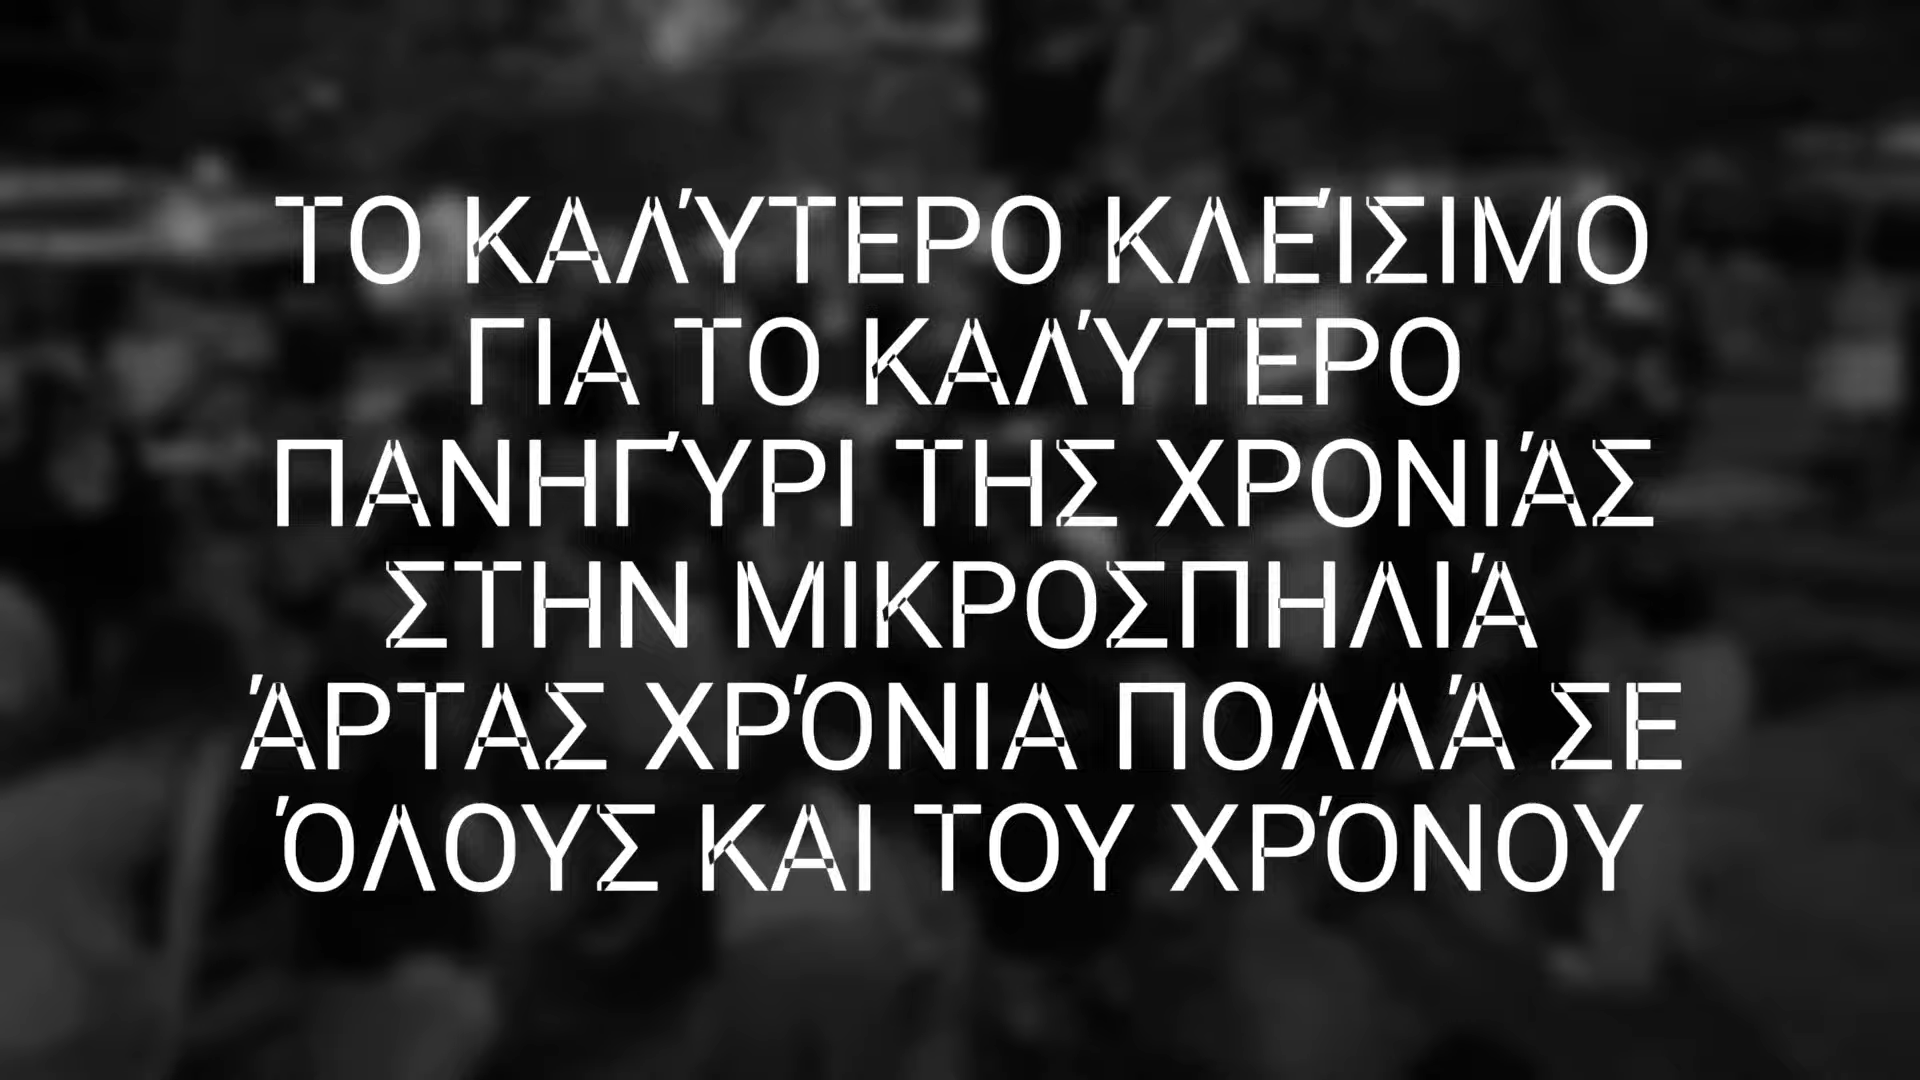 ΤΟ ΚΑΛΎΤΕΡΟ ΚΛΕΊΣΙΜΟ
ΓΙΑ ΤΟ ΚΑΛΎΤΕΡΟ
ΠΑΝΗΓΎΡΙ ΤΗΣ ΧΡΟΝΙΆΣ
ΣΤΗΝ ΜΙΚΡΟΣΠΗΛΙΆ
ΆΡΤΑΣ ΧΡΌΝΙΑ ΠΟΛΛΆ ΣΕ
ΌΛΟΥΣ ΚΑΙ ΤΟΥ ΧΡΌΝΟΥ